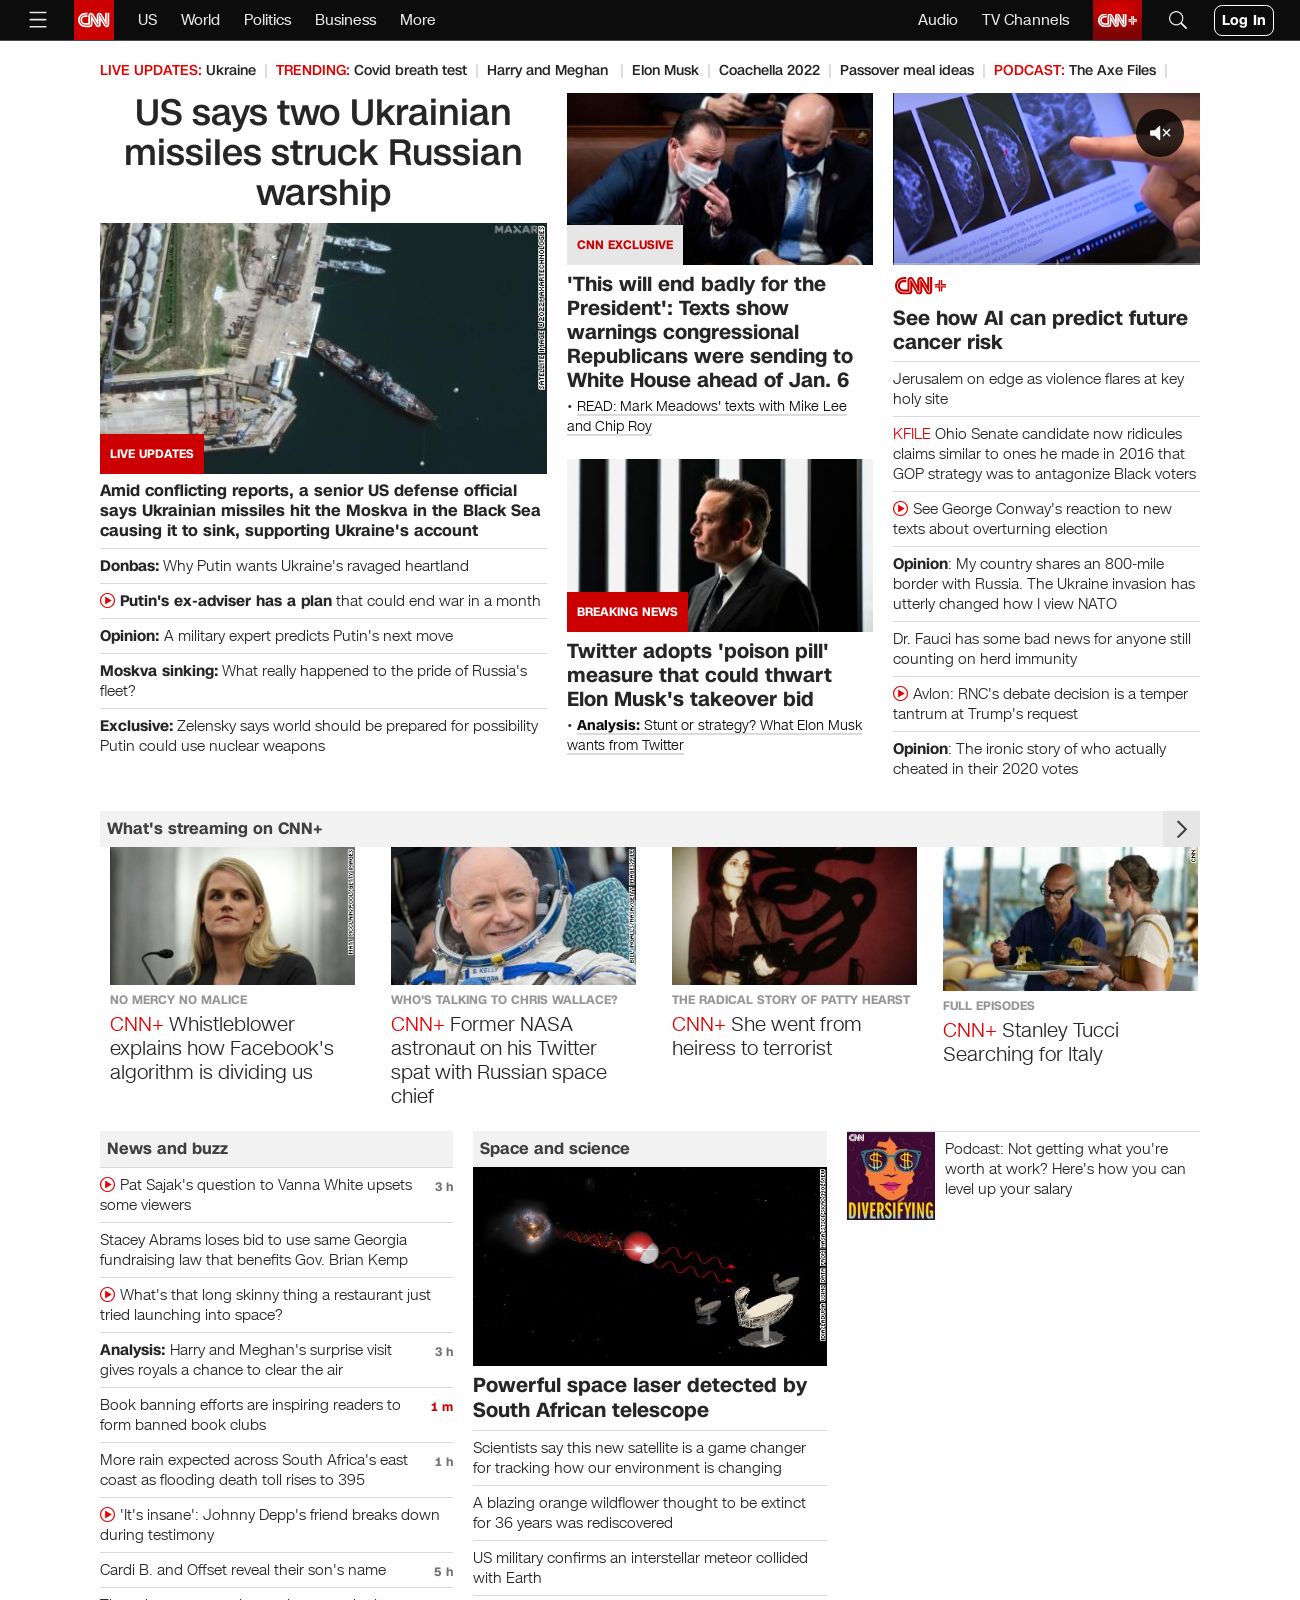 CNN US World Politics Business More Audio TV Channels CNN+ Log In
LIVE UPDATES: Ukraine TRENDING: Covid breath test Harry and Meghan Elon Musk Coachella 2022 Passover meal ideas PODCAST: The Axe Files
US says two Ukrainian
missiles struck Russian
warship
MAXAR
LIVE UPDATES
Amid conflicting reports, a senior US defense official
says Ukrainian missiles hit the Moskva in the Black Sea
causing it to sink, supporting Ukraine's account
Donbas: Why Putin wants Ukraine's ravaged heartland
Putin's ex-adviser has a plan that could end war in a month
Opinion: A military expert predicts Putin's next move
Moskva sinking: What really happened to the pride of Russia's
fleet?
Exclusive: Zelensky says world should be prepared for possibility
Putin could use nuclear weapons
CNN EXCLUSIVE
'This will end badly for the
President': Texts show
warnings congressional
Republicans were sending to
White House ahead of Jan. 6
• READ: Mark Meadows' texts with Mike Lee
and Chip Roy
BREAKING NEWS
Twitter adopts 'poison pill'
measure that could thwart
Elon Musk's takeover bid
• Analysis: Stunt or strategy? What Elon Musk
wants from Twitter
CNN+
See how AI can predict future
cancer risk
Jerusalem on edge as violence flares at key
holy site
KFILE Ohio Senate candidate now ridicules
claims similar to ones he made in 2016 that
GOP strategy was to antagonize Black voters
See George Conway's reaction to new
texts about overturning election
Opinion: My country shares an 800-mile
border with Russia. The Ukraine invasion has
utterly changed how I view NATO
Dr. Fauci has some bad news for anyone still
counting on herd immunity
Avlon: RNC's debate decision is a temper
tantrum at Trump's request
Opinion: The ironic story of who actually
cheated in their 2020 votes
What's streaming on CNN+
NO MERCY NO MALICE
CNN+ Whistleblower
explains how Facebook's
algorithm is dividing us
S. KELLY
WHO'S TALKING TO CHRIS WALLACE?
CNN+ Former NASA
astronaut on his Twitter
spat with Russian space
chief
THE RADICAL STORY OF PATTY HEARST
CNN+ She went from
heiress to terrorist
CNN
FULL EPISODES
CNN+ Stanley Tucci
Searching for Italy
News and buzz
Pat Sajak's question to Vanna White upsets 3 h
some viewers
Stacey Abrams loses bid to use same Georgia
fundraising law that benefits Gov. Brian Kemp
What's that long skinny thing a restaurant just
tried launching into space?
Analysis: Harry and Meghan's surprise visit 3 h
gives royals a chance to clear the air
Book banning efforts are inspiring readers to 1 m
form banned book clubs
More rain expected across South Africa's east 1 h
coast as flooding death toll rises to 395
'It's insane': Johnny Depp's friend breaks down
during testimony
Cardi B. and Offset reveal their son's name 5 h
Space and science
Powerful space laser detected by
South African telescope
Scientists say this new satellite is a game changer
for tracking how our environment is changing
A blazing orange wildflower thought to be extinct
for 36 years was rediscovered
US military confirms an interstellar meteor collided
with Earth
CNN
DIVERSIFYING
Podcast: Not getting what you're
worth at work? Here's how you can
level up your salary